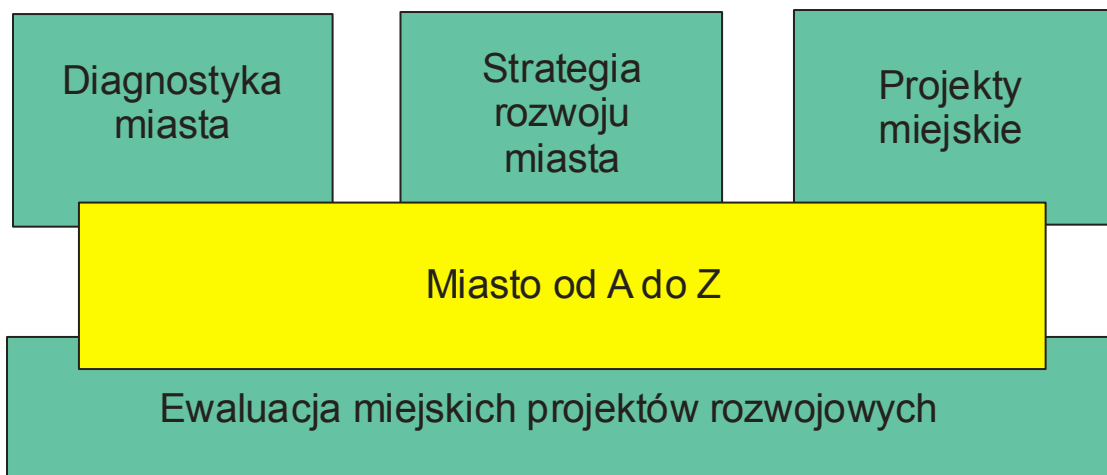 Diagnostyka
miasta
Strategia
rozwoju
miasta
Projekty
miejskie
Miasto od A do Z
Ewaluacja miejskich projektów rozwojowych